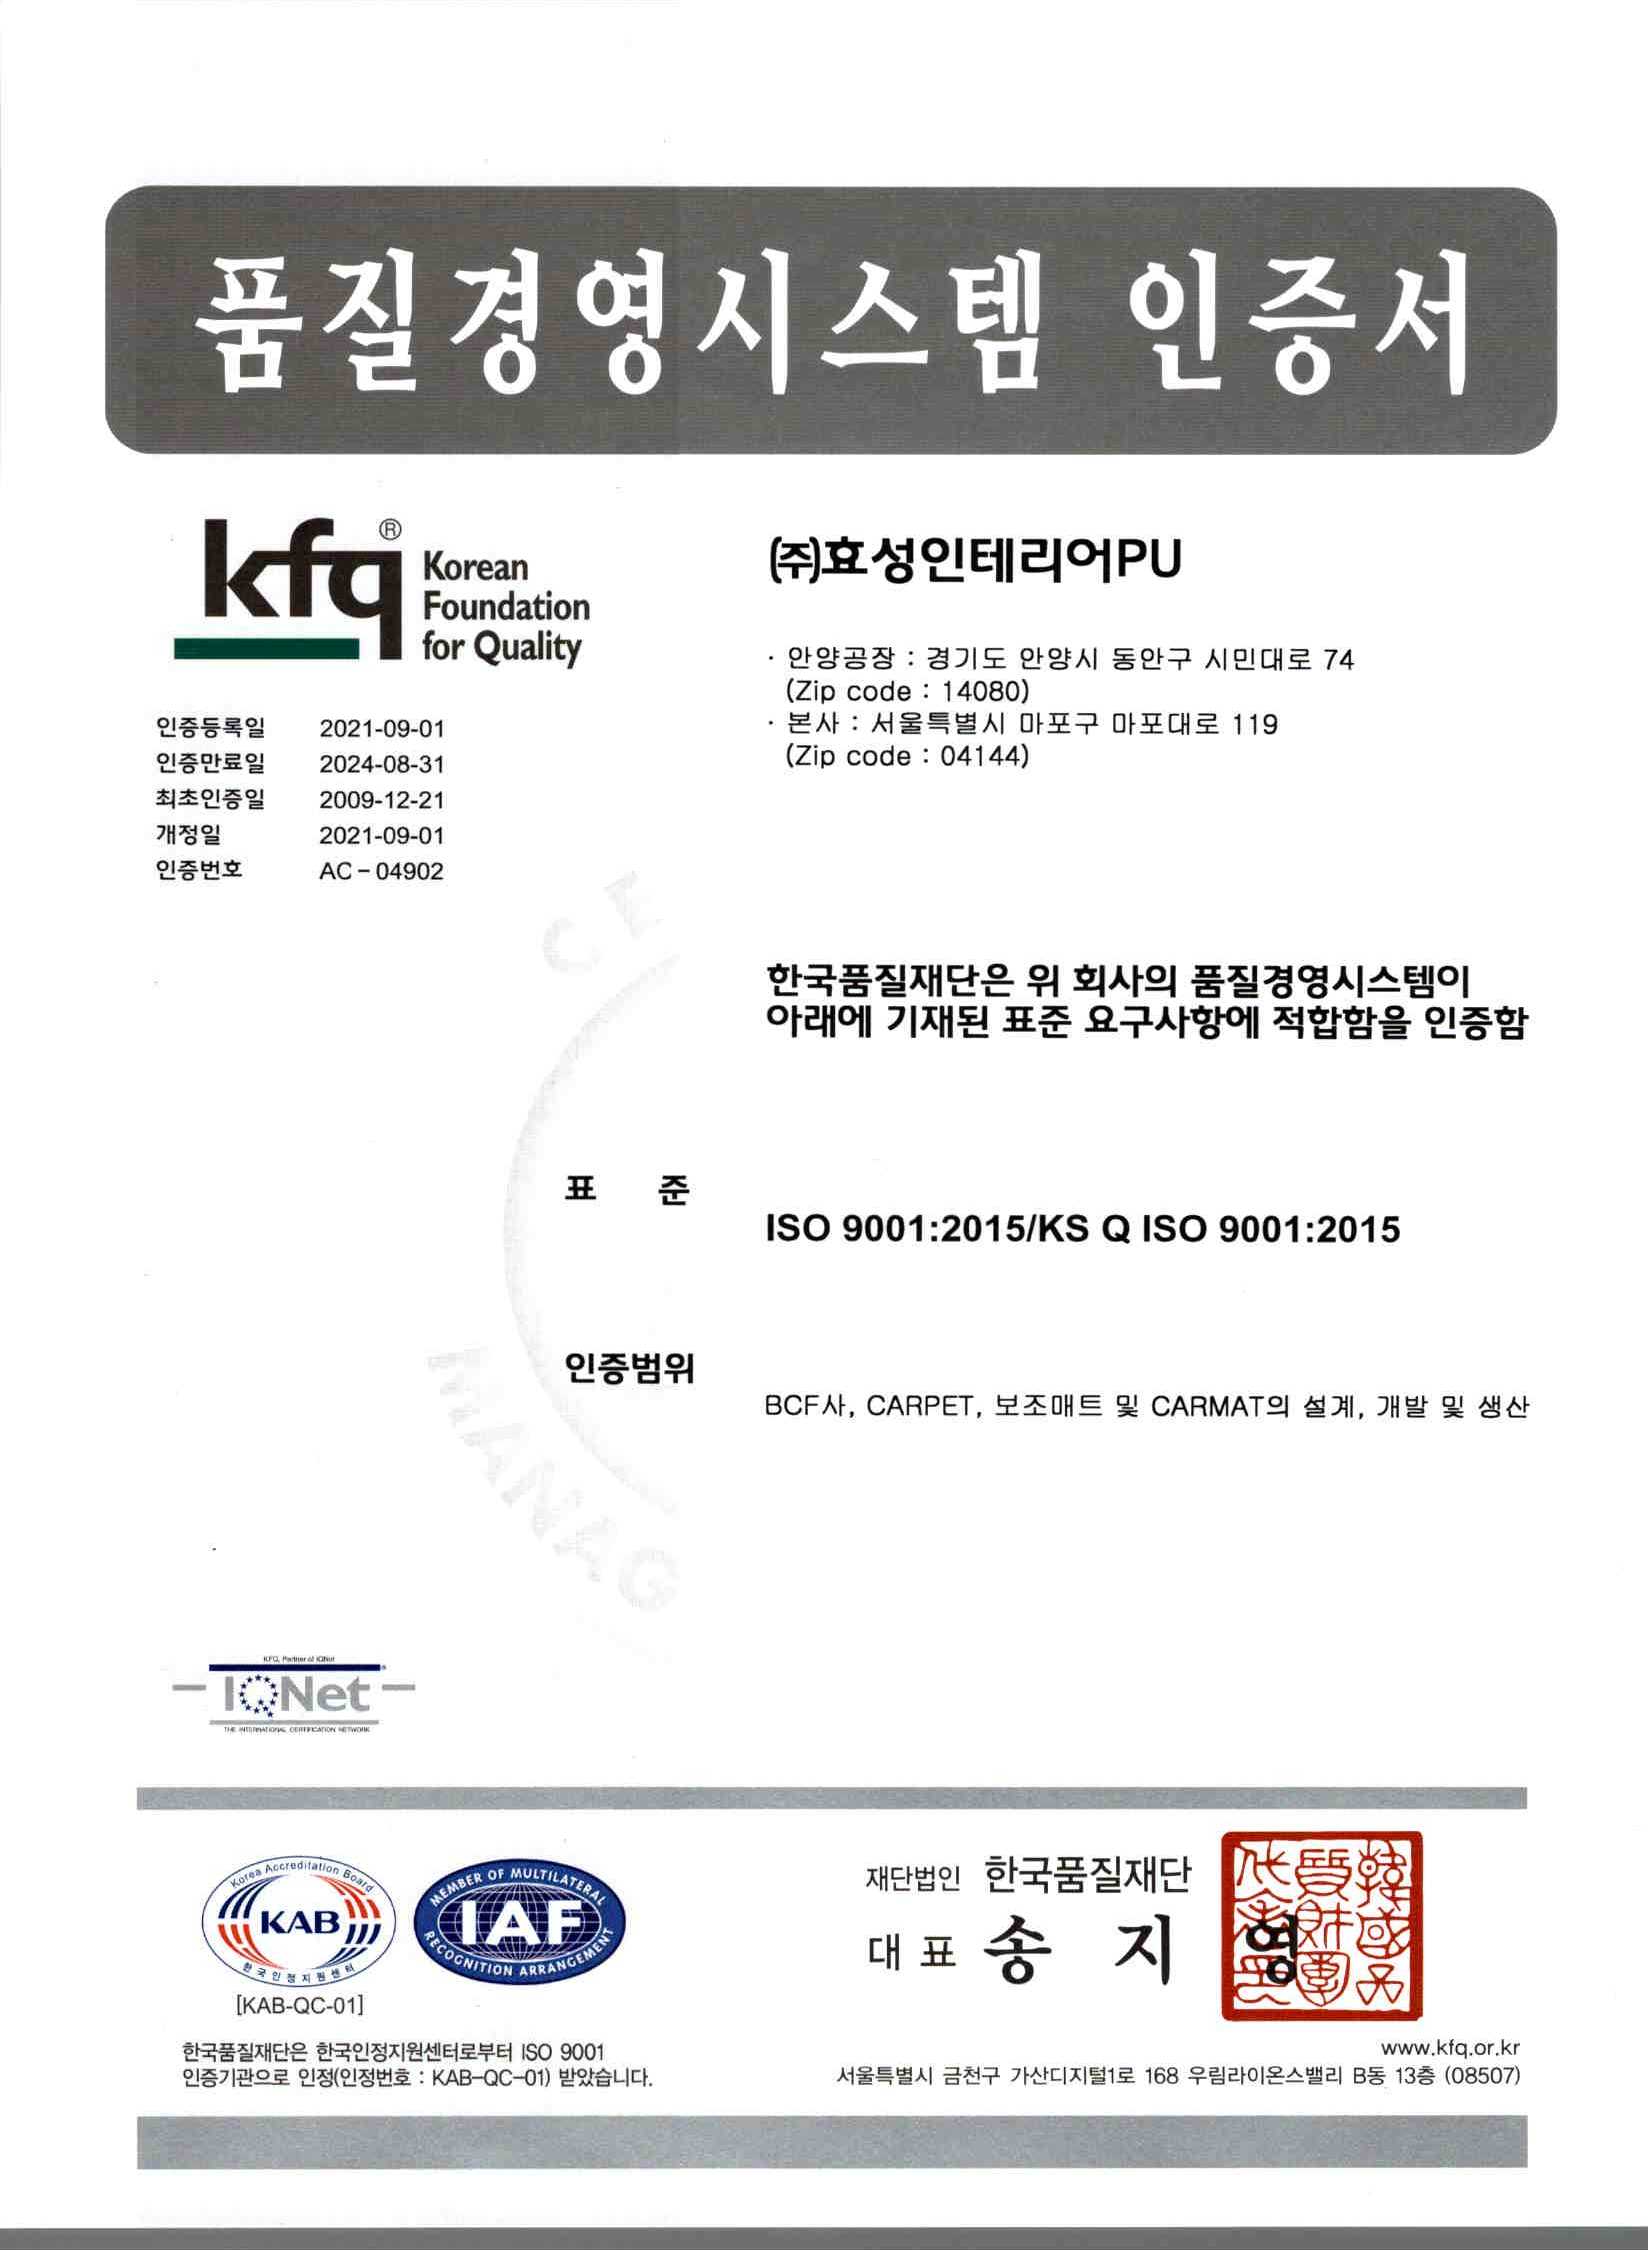 품질경영시스템 인증서
kfq®
Korean
Foundation
for Quality
인증등록일 2021-09-01
인증만료일 2024-08-31
최초인증일 2009-12-21
개정일 2021-09-01
인증번호 AC-04902
㈜효성인테리어PU
· 안양공장 : 경기도 안양시 동안구 시민대로 74
(Zip code : 14080)
· 본사 : 서울특별시 마포구 마포대로 119
(Zip code : 04144)
CE
한국품질재단은 위 회사의 품질경영시스템이
아래에 기재된 표준 요구사항에 적합함을 인증함
표 준
ISO 9001:2015/KS Q ISO 9001:2015
인증범위
BCF사, CARPET, 보조매트 및 CARMAT의 설계, 개발 및 생산
MANAG
KFQ, Partner of IQNet
IQNet
THE INTERNATIONAL CERTIFICATION NETWORK
Korea Accreditation Board
KAB
한국인정지원센터
[KAB-QC-01]
MEMBER OF MULTILATERAL
IAF
RECOGNITION ARRANGEMENT
한국품질재단은 한국인정지원센터로부터 ISO 9001
인증기관으로 인정(인정번호 : KAB-QC-01) 받았습니다.
재단법인 한국품질재단
대 표 송 지 영
www.kfq.or.kr
서울특별시 금천구 가산디지털1로 168 우림라이온스밸리 B동 13층 (08507)